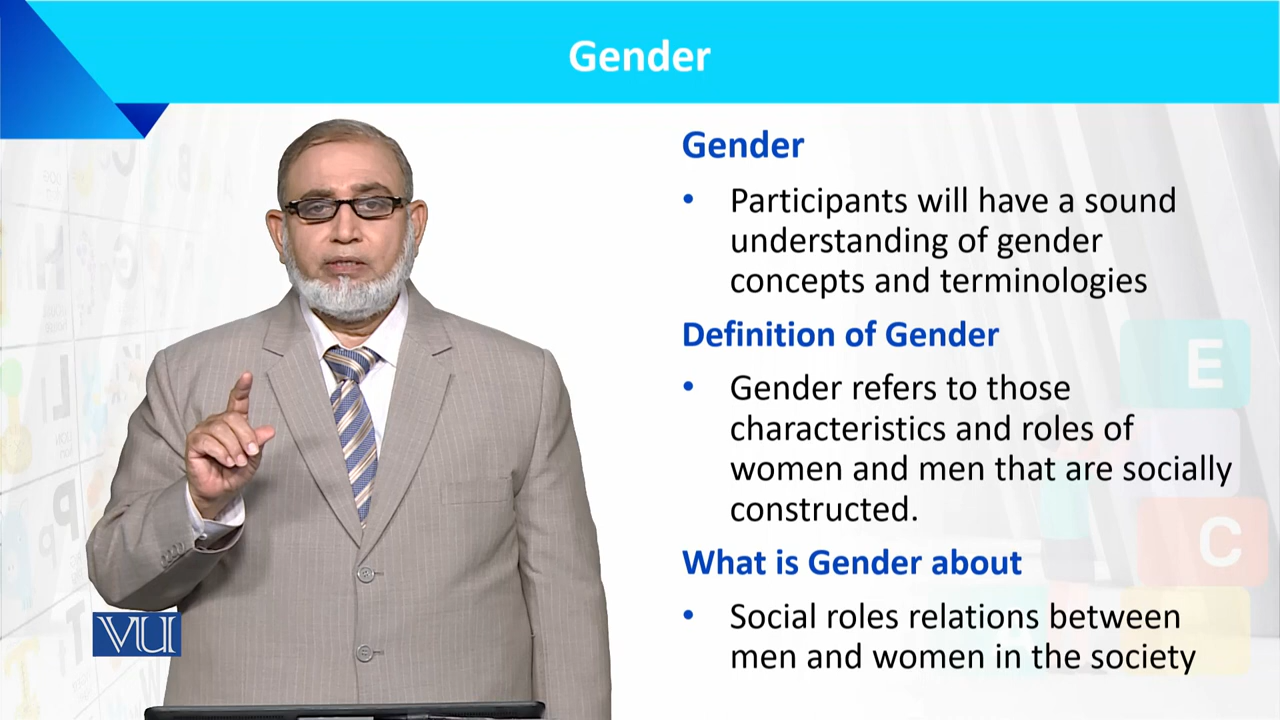 Gender
Gender
• Participants will have a sound
understanding of gender
concepts and terminologies
Definition of Gender
• Gender refers to those
characteristics and roles of
women and men that are socially
constructed.
What is Gender about
• Social roles relations between
men and women in the society
VU
E
C